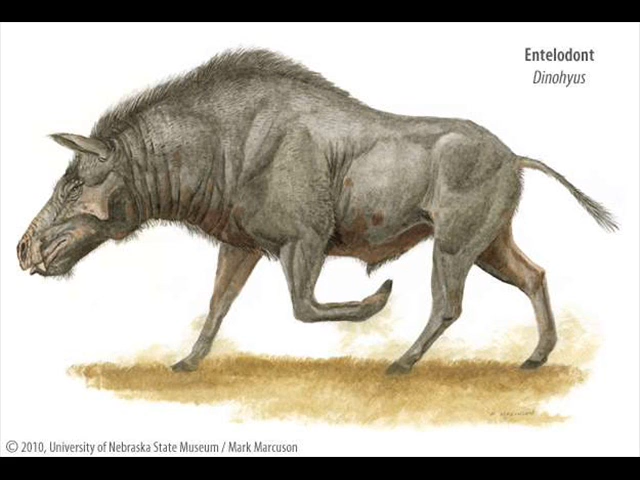 Entelodont
Dinohyus
© 2010, University of Nebraska State Museum / Mark Marcuson